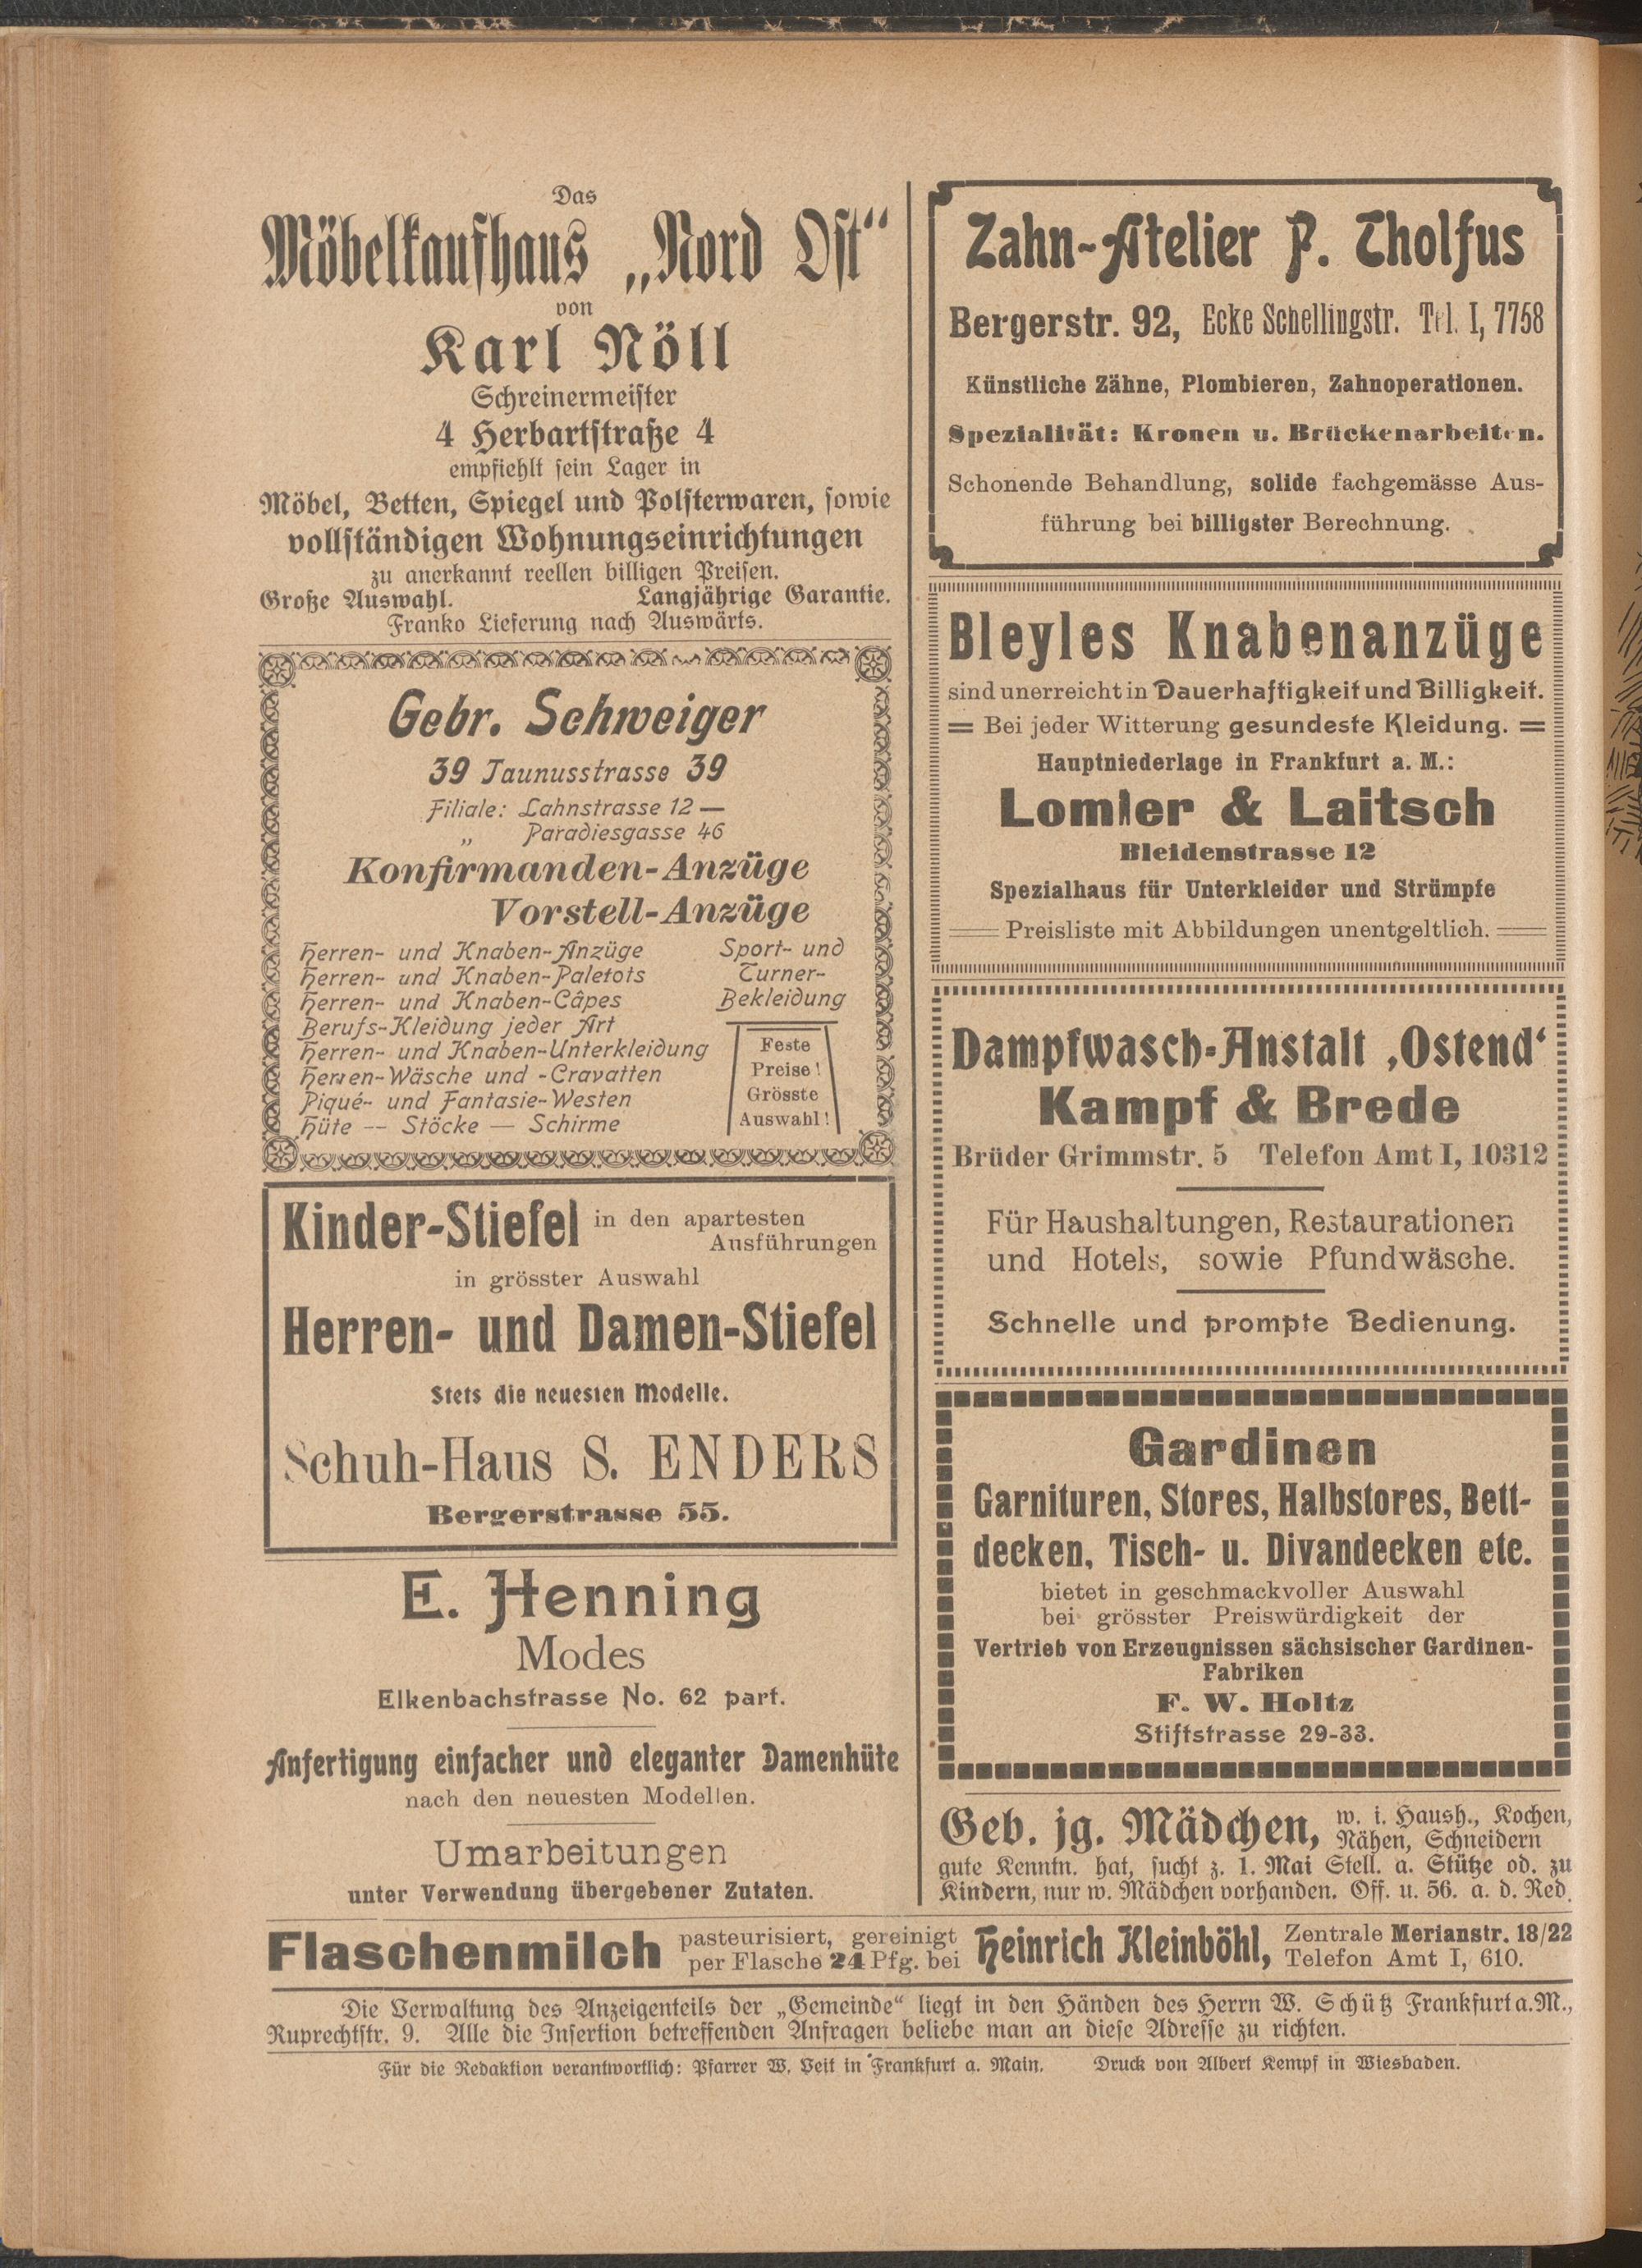 Das
Möbelkaufhaus „Nord Ost“
von
Karl Nöll
Schreinermeister
4 Herbartstraße 4
empfiehlt sein Lager in
Möbel, Betten, Spiegel und Polsterwaren, sowie
vollständigen Wohnungseinrichtungen
zu anerkannt reellen billigen Preisen.
Große Auswahl. Langjährige Garantie.
Franko Lieferung nach Auswärts.
Gebr. Schweiger
39 Taunusstrasse 39
Filiale: Lahnstrasse 12 —
„ Paradiesgasse 46
Konfirmanden-Anzüge
Vorstell-Anzüge
Herren- und Knaben-Anzüge
Herren- und Knaben-Paletots
Herren- und Knaben-Câpes
Berufs-Kleidung jeder Art
Herren- und Knaben-Unterkleidung
Herren-Wäsche und -Cravatten
Piqué- und Fantasie-Westen
Hüte — Stöcke — Schirme
Sport- und
Turner-
Bekleidung
Feste
Preise!
Grösste
Auswahl!
Kinder-Stiefel in den apartesten
Ausführungen
in grösster Auswahl
Herren- und Damen-Stiefel
Stets die neuesten Modelle.
Schuh-Haus S. ENDERS
Bergerstrasse 55.
E. Henning
Modes
Elkenbachstrasse No. 62 part.
Anfertigung einfacher und eleganter Damenhüte
nach den neuesten Modellen.
Umarbeitungen
unter Verwendung übergebener Zutaten.
Zahn-Atelier P. Tholfus
Bergerstr. 92, Ecke Schellingstr. Tel. I, 7758
Künstliche Zähne, Plombieren, Zahnoperationen.
Spezialität: Kronen u. Brückenarbeiten.
Schonende Behandlung, solide fachgemässe Aus-
führung bei billigster Berechnung.
Bleyles Knabenanzüge
sind unerreicht in Dauerhaftigkeit und Billigkeit.
= Bei jeder Witterung gesundeste Kleidung. =
Hauptniederlage in Frankfurt a. M.:
Lomler & Laitsch
Bleidenstrasse 12
Spezialhaus für Unterkleider und Strümpfe
Preisliste mit Abbildungen unentgeltlich.
Dampfwasch-Anstalt ‚Ostend‘
Kampf & Brede
Brüder Grimmstr. 5 Telefon Amt I, 10312
Für Haushaltungen, Restaurationen
und Hotels, sowie Pfundwäsche.
Schnelle und prompte Bedienung.
Gardinen
Garnituren, Stores, Halbstores, Bett-
decken, Tisch- u. Divandecken etc.
bietet in geschmackvoller Auswahl
bei grösster Preiswürdigkeit der
Vertrieb von Erzeugnissen sächsischer Gardinen-
Fabriken
F. W. Holtz
Stiftstrasse 29-33.
Geb. jg. Mädchen, w. i. Haush., Kochen,
Nähen, Schneidern
gute Kenntn. hat, sucht z. 1. Mai Stell. a. Stütze od. zu
Kindern, nur w. Mädchen vorhanden. Off. u. 56. a. d. Red.
Flaschenmilch pasteurisiert, gereinigt
per Flasche 24 Pfg. bei Heinrich Kleinböhl, Zentrale Merianstr. 18/22
Telefon Amt I, 610.
Die Verwaltung des Anzeigenteils der „Gemeinde“ liegt in den Händen des Herrn W. Schütz Frankfurt a. M.,
Ruprechtstr. 9. Alle die Insertion betreffenden Anfragen beliebe man an diese Adresse zu richten.
Für die Redaktion verantwortlich: Pfarrer W. Veit in Frankfurt a. Main. Druck von Albert Kempf in Wiesbaden.